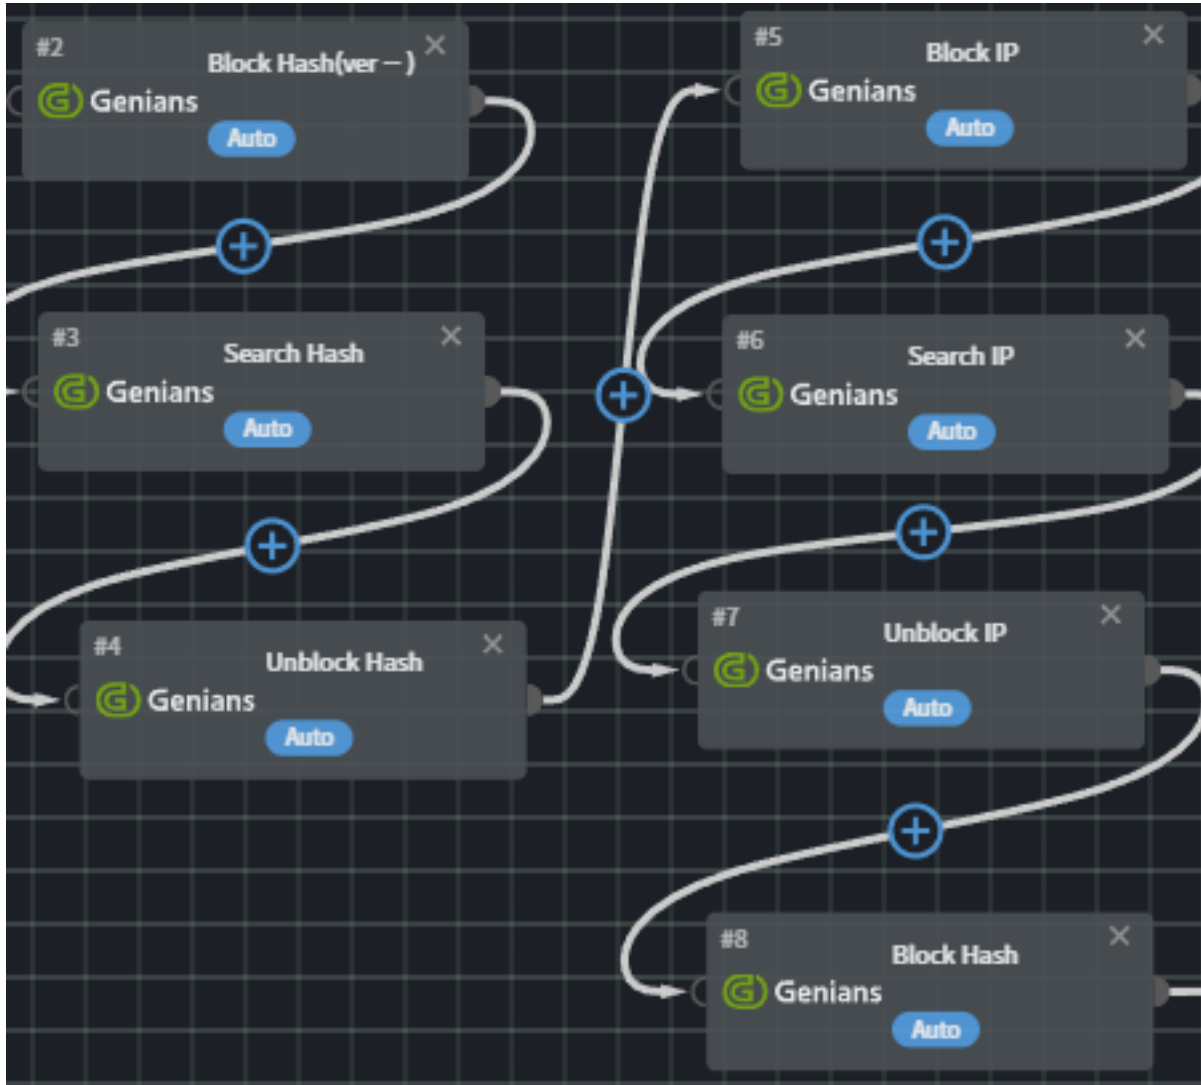 #2
Block Hash(ver – )
Genians
Auto
#3
Search Hash
Genians
Auto
#4
Unblock Hash
Genians
Auto
#5
Block IP
Genians
Auto
#6
Search IP
Genians
Auto
#7
Unblock IP
Genians
Auto
#8
Block Hash
Genians
Auto